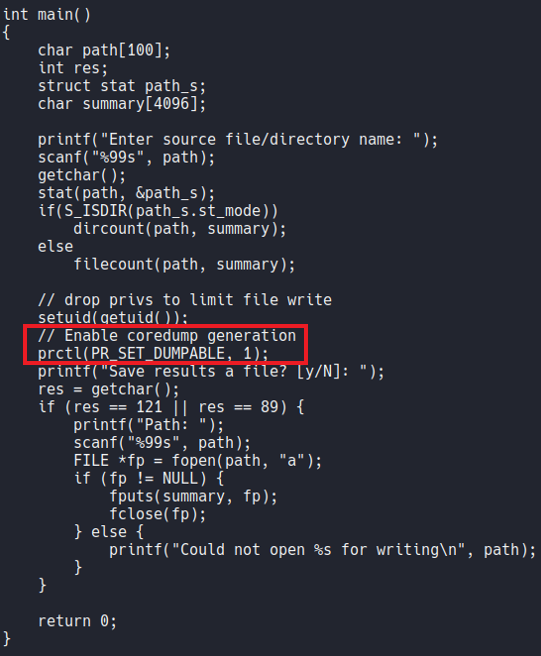 int main()
{
    char path[100];
    int res;
    struct stat path_s;
    char summary[4096];

    printf("Enter source file/directory name: ");
    scanf("%99s", path);
    getchar();
    stat(path, &path_s);
    if(S_ISDIR(path_s.st_mode))
        dircount(path, summary);
    else
        filecount(path, summary);

    // drop privs to limit file write
    setuid(getuid());
    // Enable coredump generation
    prctl(PR_SET_DUMPABLE, 1);
    printf("Save results a file? [y/N]: ");
    res = getchar();
    if (res == 121 || res == 89) {
        printf("Path: ");
        scanf("%99s", path);
        FILE *fp = fopen(path, "a");
        if (fp != NULL) {
            fputs(summary, fp);
            fclose(fp);
        } else {
            printf("Could not open %s for writing\n", path);
        }
    }

    return 0;
}